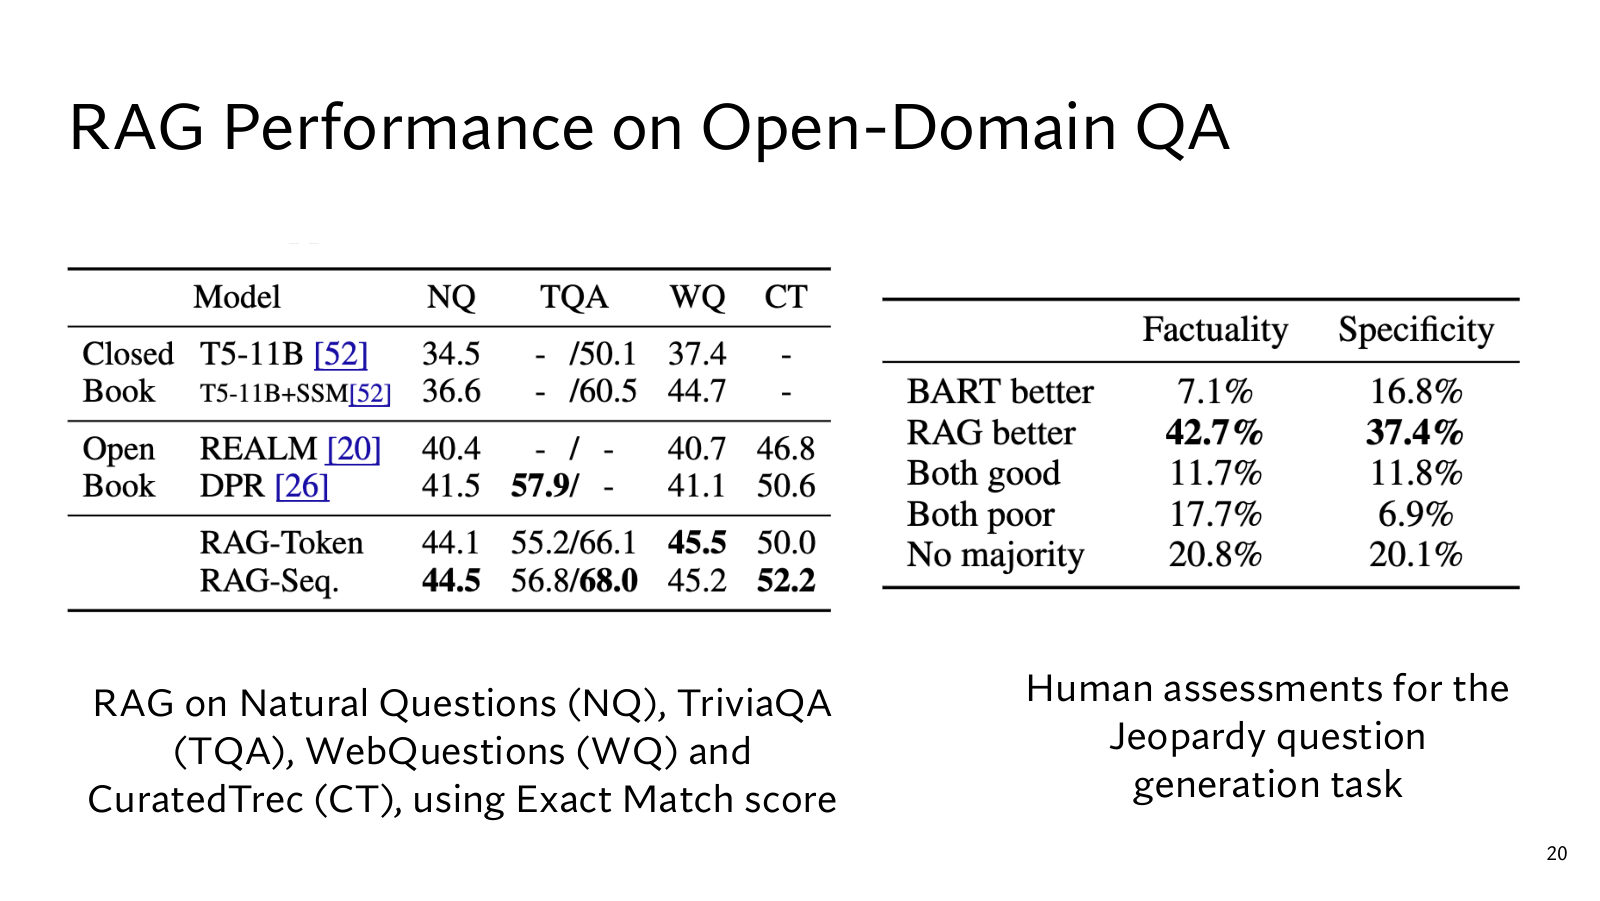 RAG Performance on Open-Domain QA
Model NQ TQA WQ CT
Closed T5-11B [52] 34.5 - /50.1 37.4 -
Book T5-11B+SSM[52] 36.6 - /60.5 44.7 -
Open REALM [20] 40.4 - / - 40.7 46.8
Book DPR [26] 41.5 57.9/ - 41.1 50.6
RAG-Token 44.1 55.2/66.1 45.5 50.0
RAG-Seq. 44.5 56.8/68.0 45.2 52.2
RAG on Natural Questions (NQ), TriviaQA
(TQA), WebQuestions (WQ) and
CuratedTrec (CT), using Exact Match score
Factuality Specificity
BART better 7.1% 16.8%
RAG better 42.7% 37.4%
Both good 11.7% 11.8%
Both poor 17.7% 6.9%
No majority 20.8% 20.1%
Human assessments for the
Jeopardy question
generation task
20